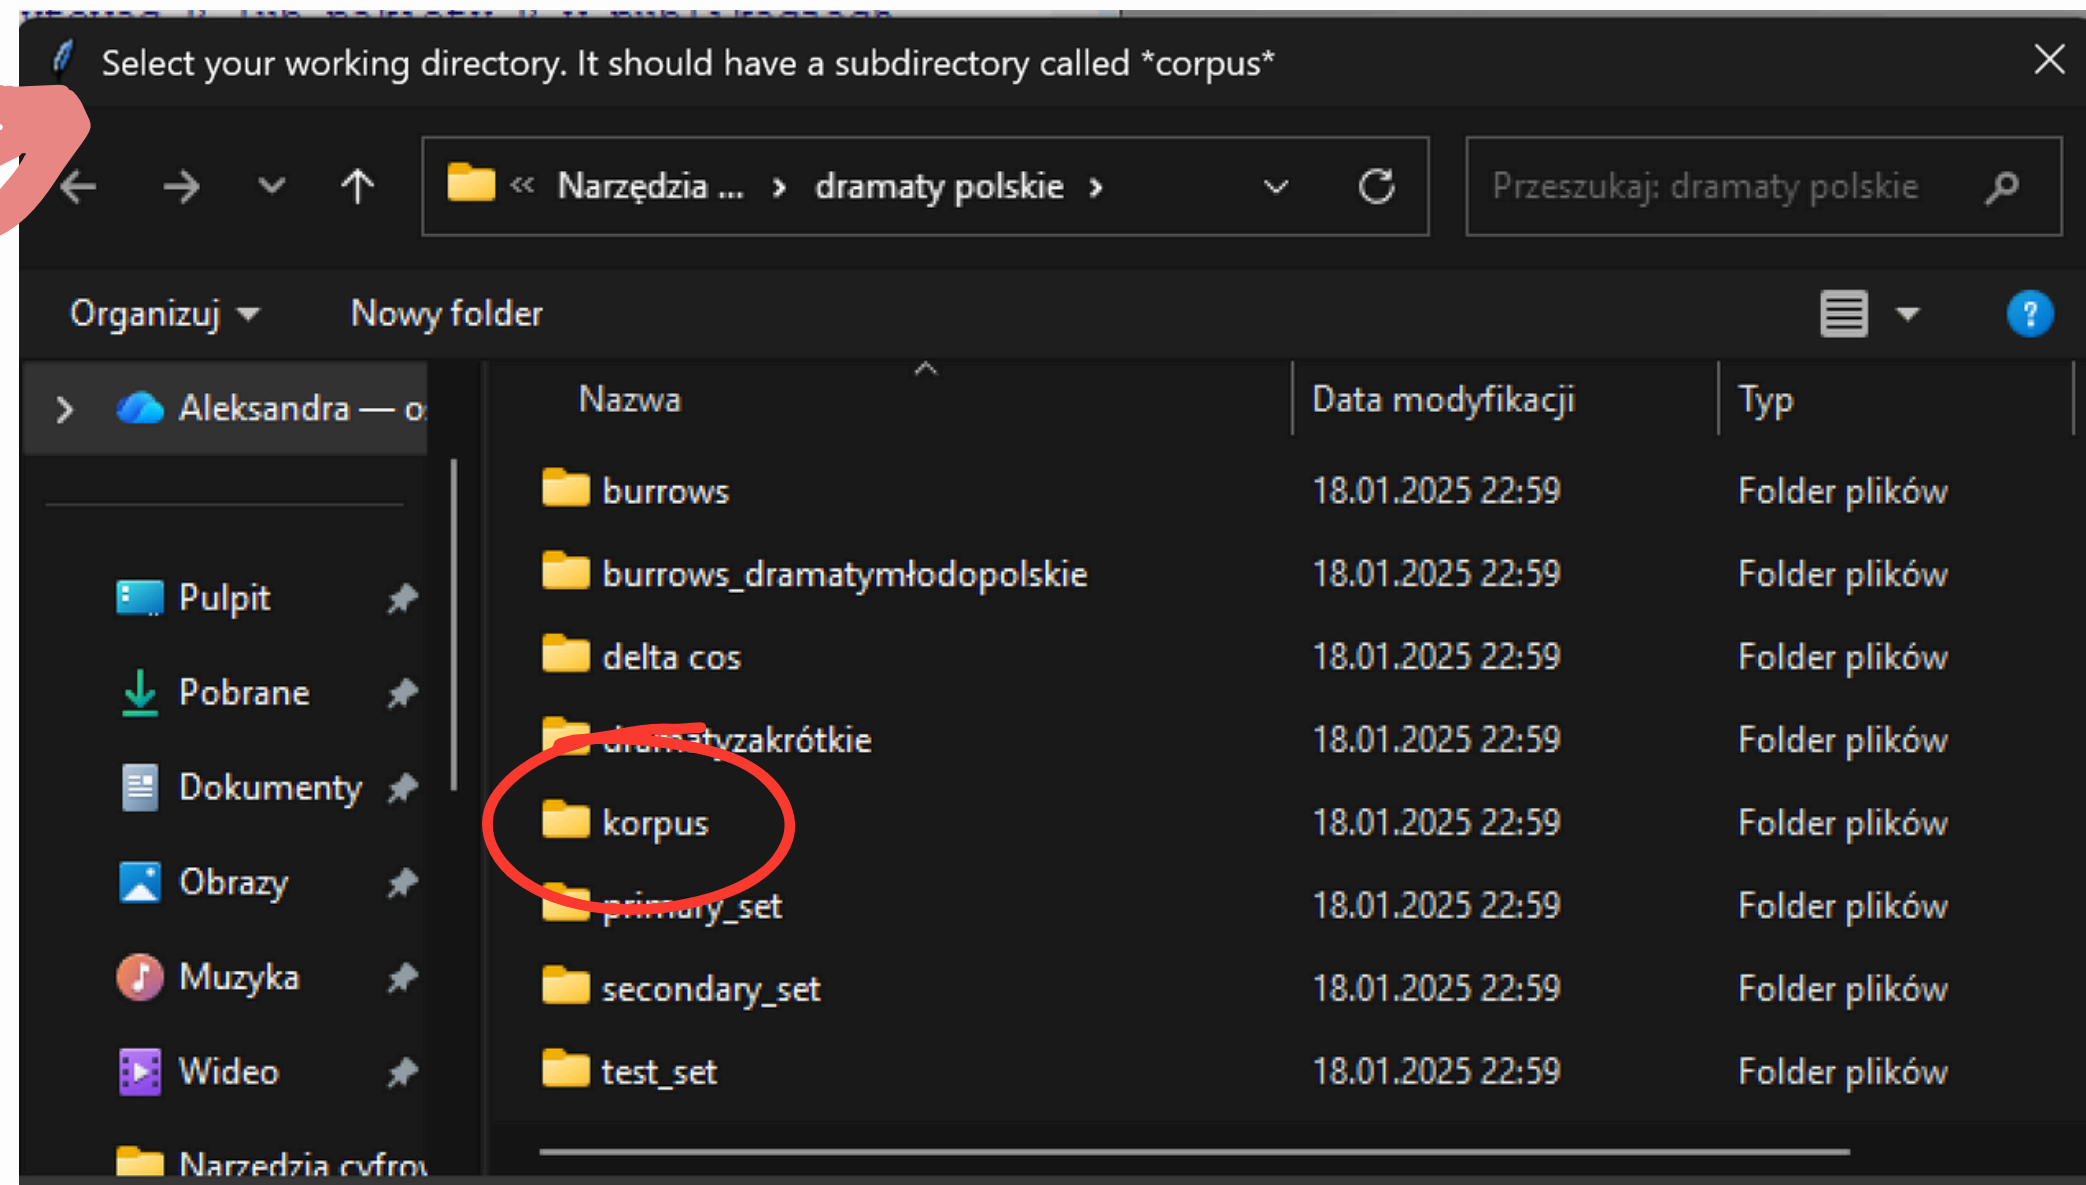 Select your working directory. It should have a subdirectory called *corpus*
« Narzędzia ... › dramaty polskie ›
Przeszukaj: dramaty polskie
Organizuj
Nowy folder
?
Aleksandra — o
Nazwa
Data modyfikacji
Typ
burrows 18.01.2025 22:59 Folder plików
burrows_dramatymłodopolskie 18.01.2025 22:59 Folder plików
delta cos 18.01.2025 22:59 Folder plików
dramatyzakrótkie 18.01.2025 22:59 Folder plików
korpus 18.01.2025 22:59 Folder plików
primary_set 18.01.2025 22:59 Folder plików
secondary_set 18.01.2025 22:59 Folder plików
test_set 18.01.2025 22:59 Folder plików
Pulpit
Pobrane
Dokumenty
Obrazy
Muzyka
Wideo
Narzędzia cyfrow